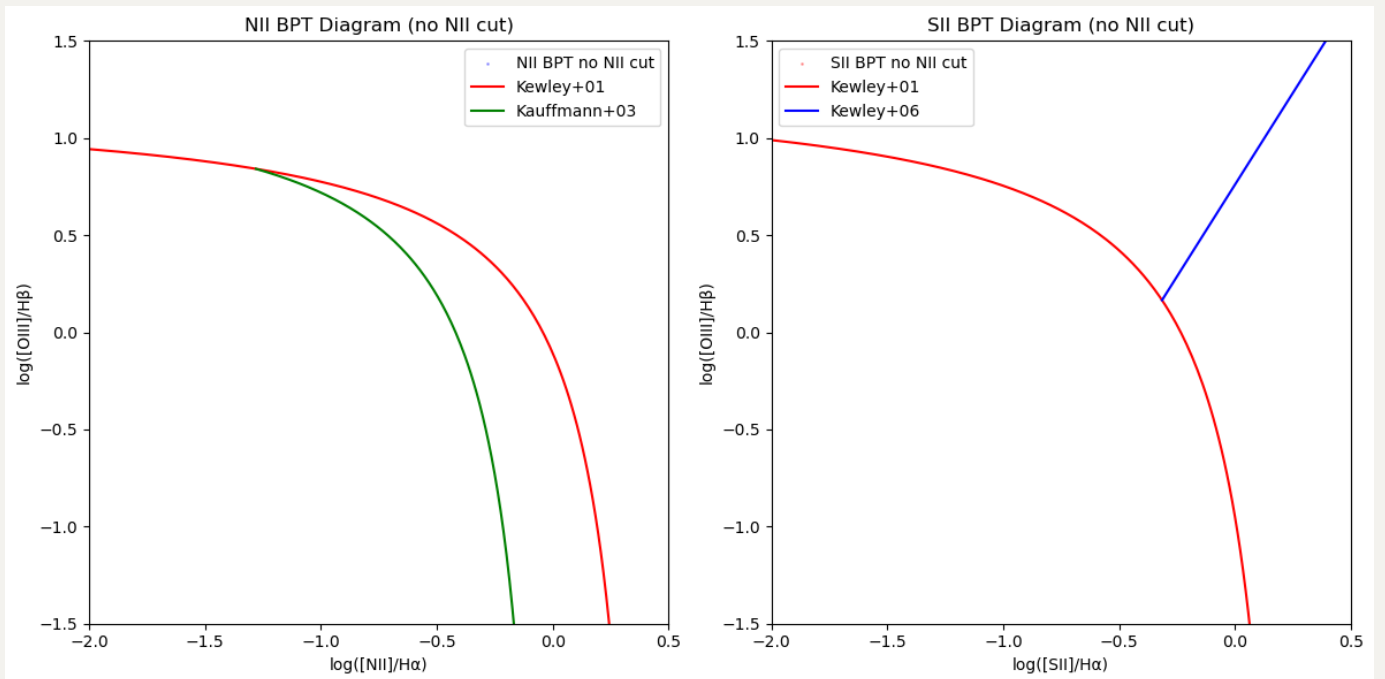 NII BPT Diagram (no NII cut)
NII BPT no NII cut
Kewley+01
Kauffmann+03
1.5
1.0
0.5
0.0
−0.5
−1.0
−1.5
log([OIII]/Hβ)
−2.0 −1.5 −1.0 −0.5 0.0 0.5
log([NII]/Hα)
SII BPT Diagram (no NII cut)
SII BPT no NII cut
Kewley+01
Kewley+06
1.5
1.0
0.5
0.0
−0.5
−1.0
−1.5
log([OIII]/Hβ)
−2.0 −1.5 −1.0 −0.5 0.0 0.5
log([SII]/Hα)